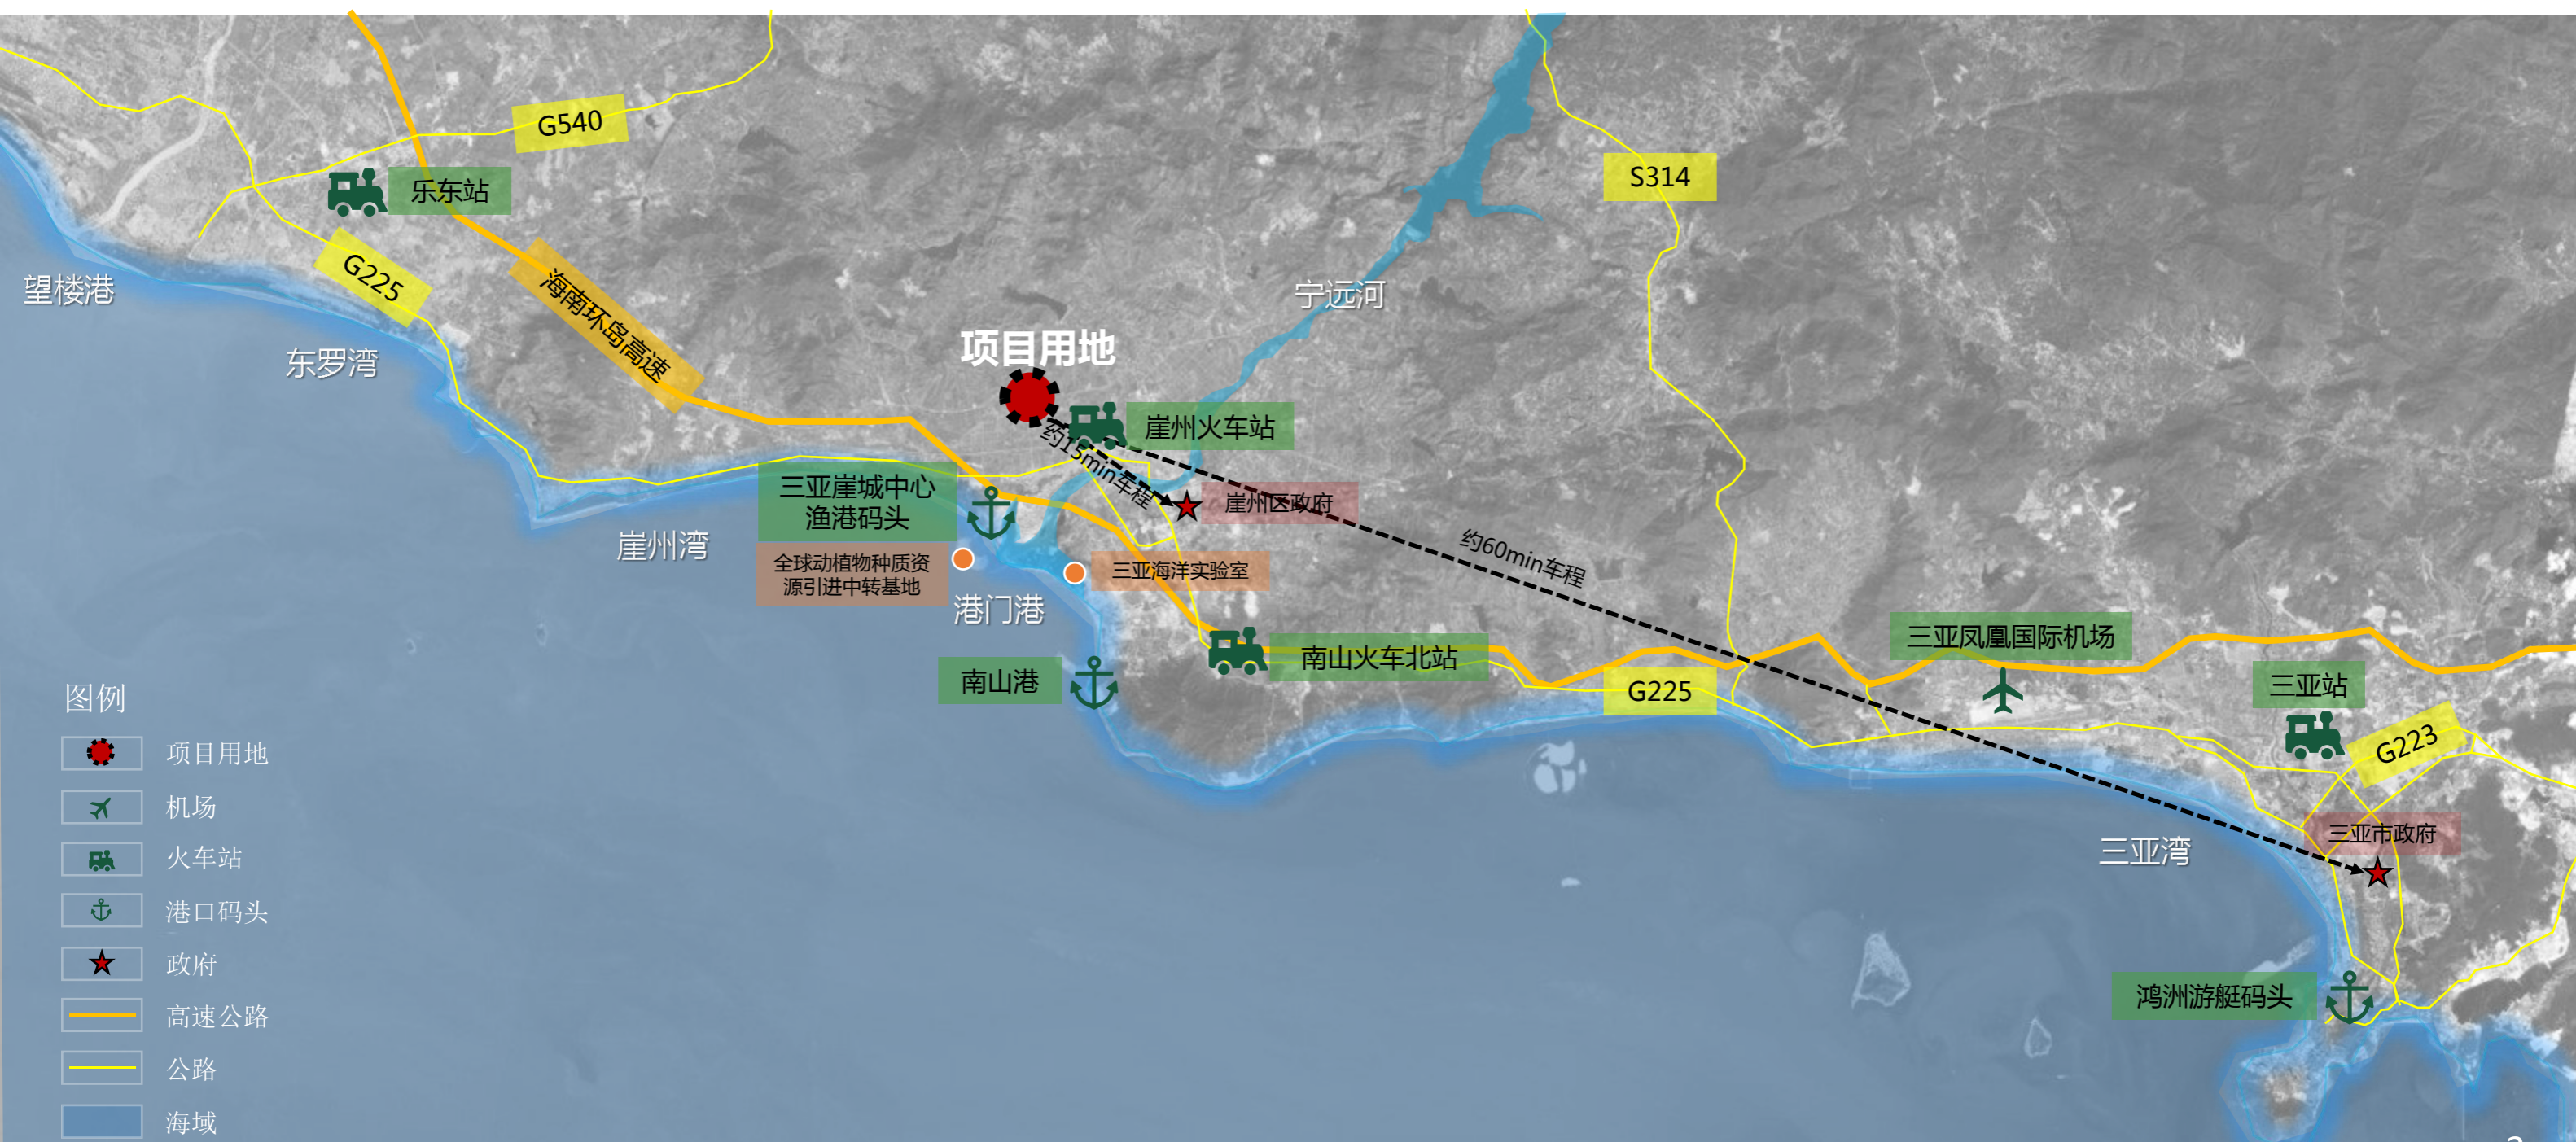 G540
S314
乐东站
G225
望楼港
海南环岛高速
宁远河
东罗湾
项目用地
崖州火车站
约15min车程
三亚崖城中心
渔港码头
崖州区政府
崖州湾
约60min车程
全球动植物种质资
源引进中转基地
三亚海洋实验室
港门港
三亚凤凰国际机场
南山火车北站
南山港
G225
三亚站
G223
三亚市政府
三亚湾
鸿洲游艇码头
图例
项目用地
机场
火车站
港口码头
政府
高速公路
公路
海域